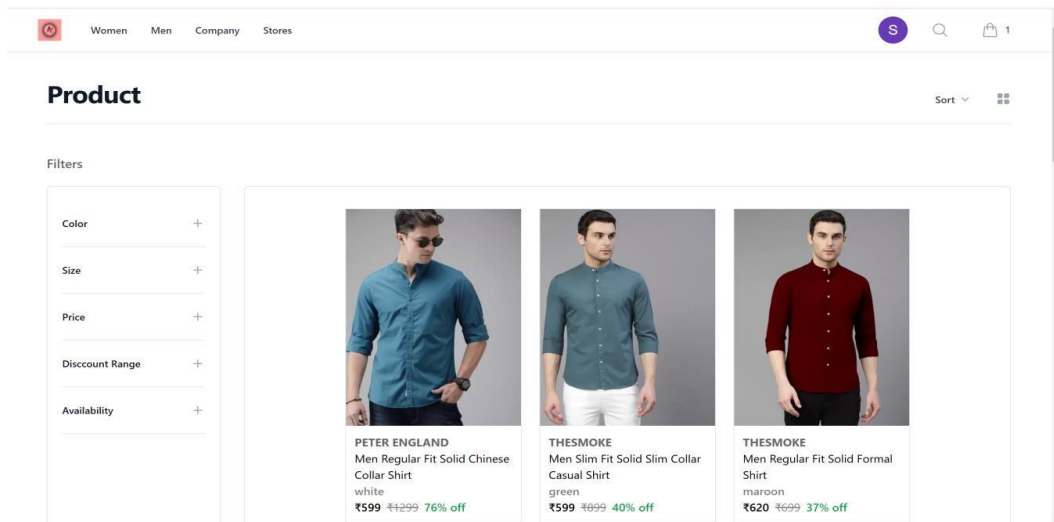 Women Men Company Stores S 1
Product
Sort
Filters
Color
Size
Price
Disccount Range
Availability
PETER ENGLAND
Men Regular Fit Solid Chinese
Collar Shirt
white
₹599 ₹1299 76% off
THESMOKE
Men Slim Fit Solid Slim Collar
Casual Shirt
green
₹599 ₹899 40% off
THESMOKE
Men Regular Fit Solid Formal
Shirt
maroon
₹620 ₹699 37% off